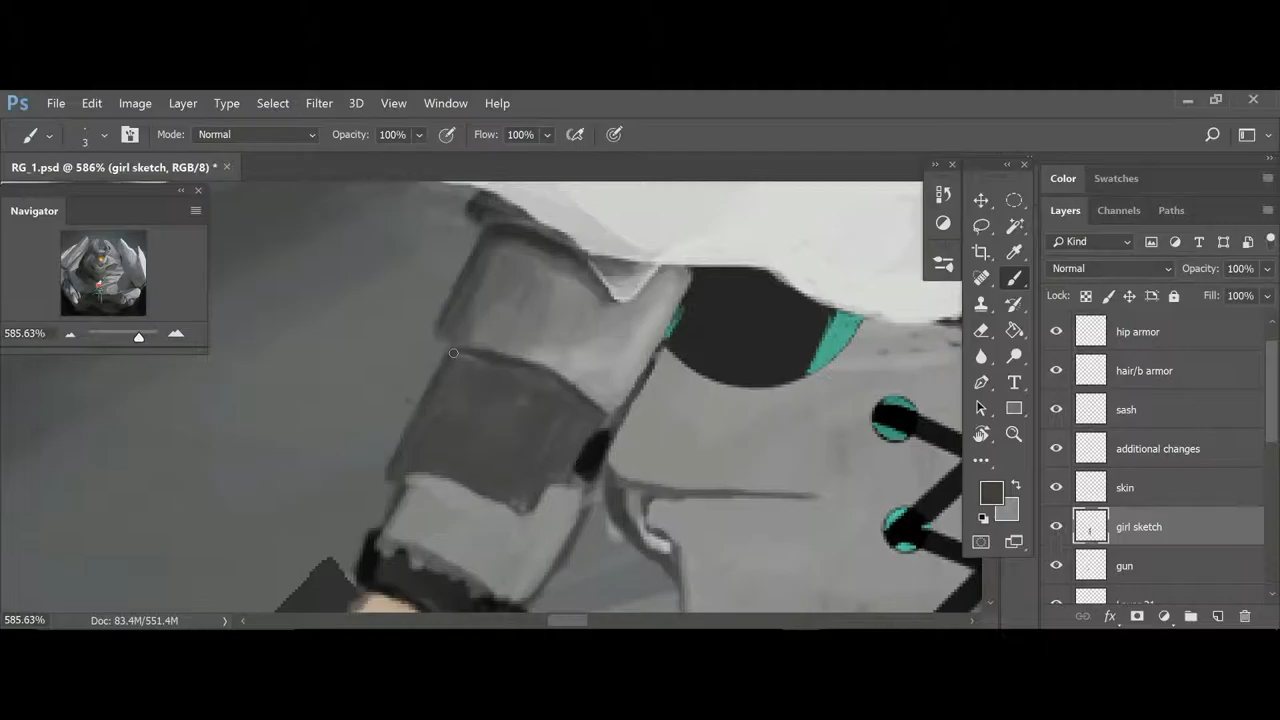 Ps File Edit Image Layer Type Select Filter 3D View Window Help
3 Mode: Normal Opacity: 100% Flow: 100%
RG_1.psd @ 586% (girl sketch, RGB/8) *
Navigator
585.63%
Color Swatches
Layers Channels Paths
Kind
Normal Opacity: 100%
Lock: Fill: 100%
hip armor
hair/b armor
sash
additional changes
skin
girl sketch
gun
585.63% Doc: 83.4M/551.4M
fx